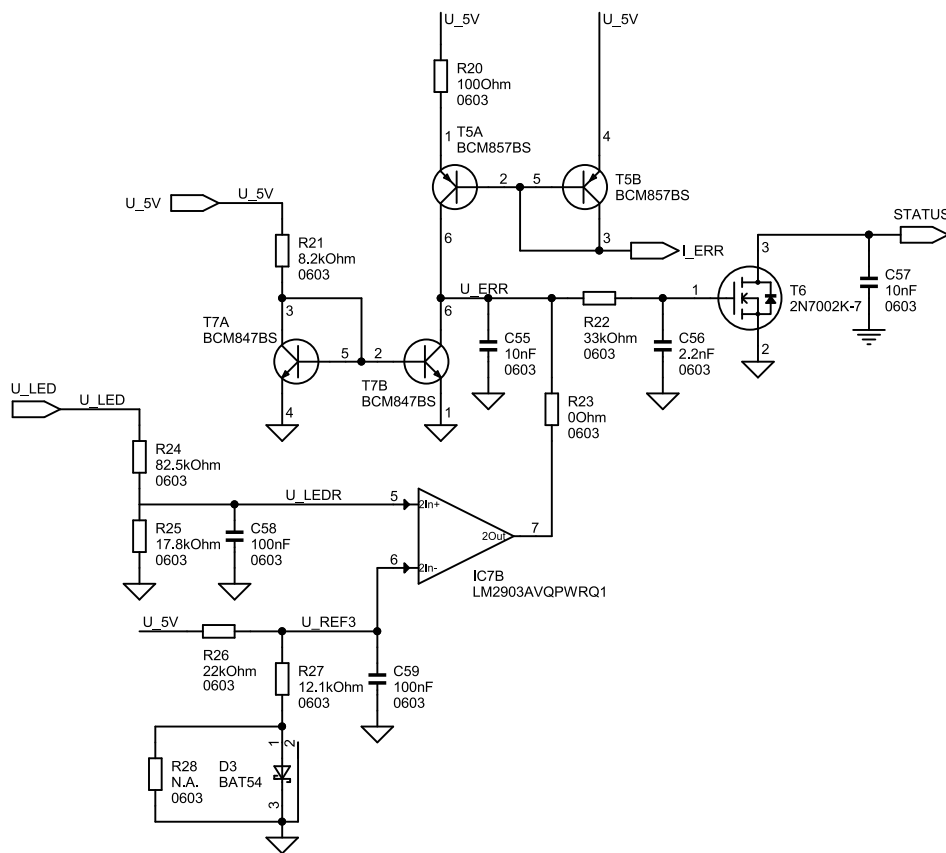 U_5V
U_5V
R20
100Ohm
0603
1
T5A
BCM857BS
4
2
5
T5B
BCM857BS
U_5V
U_5V
R21
8.2kOhm
0603
6
3
I_ERR
STATUS
3
T7A
BCM847BS
3
5
2
4
T7B
BCM847BS
6
1
U_ERR
C55
10nF
0603
R22
33kOhm
0603
C56
2.2nF
0603
1
T6
2N7002K-7
2
C57
10nF
0603
U_LED
U_LED
R24
82.5kOhm
0603
R23
0Ohm
0603
R25
17.8kOhm
0603
C58
100nF
0603
U_LEDR
5
2In+
6
2In-
2Out
7
IC7B
LM2903AVQPWRQ1
U_5V
R26
22kOhm
0603
U_REF3
R27
12.1kOhm
0603
C59
100nF
0603
R28
N.A.
0603
D3
BAT54
1
2
3